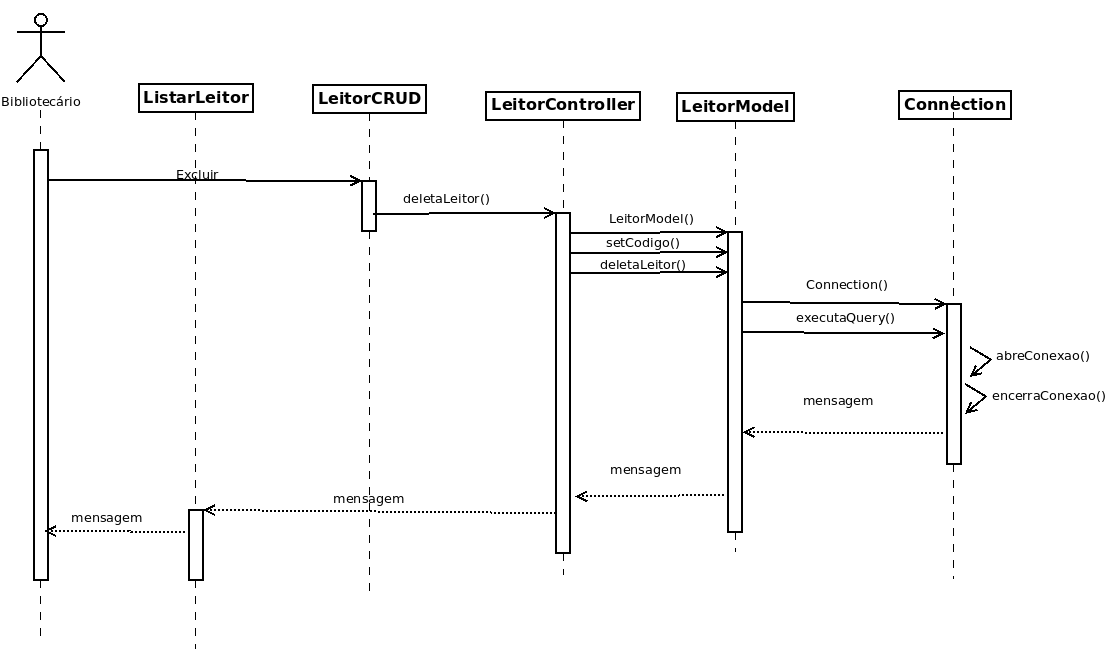 Bibliotecário
ListarLeitor
LeitorCRUD
LeitorController
LeitorModel
Connection
Excluir
deletaLeitor()
LeitorModel()
setCodigo()
deletaLeitor()
Connection()
executaQuery()
abreConexao()
encerraConexao()
mensagem
mensagem
mensagem
mensagem